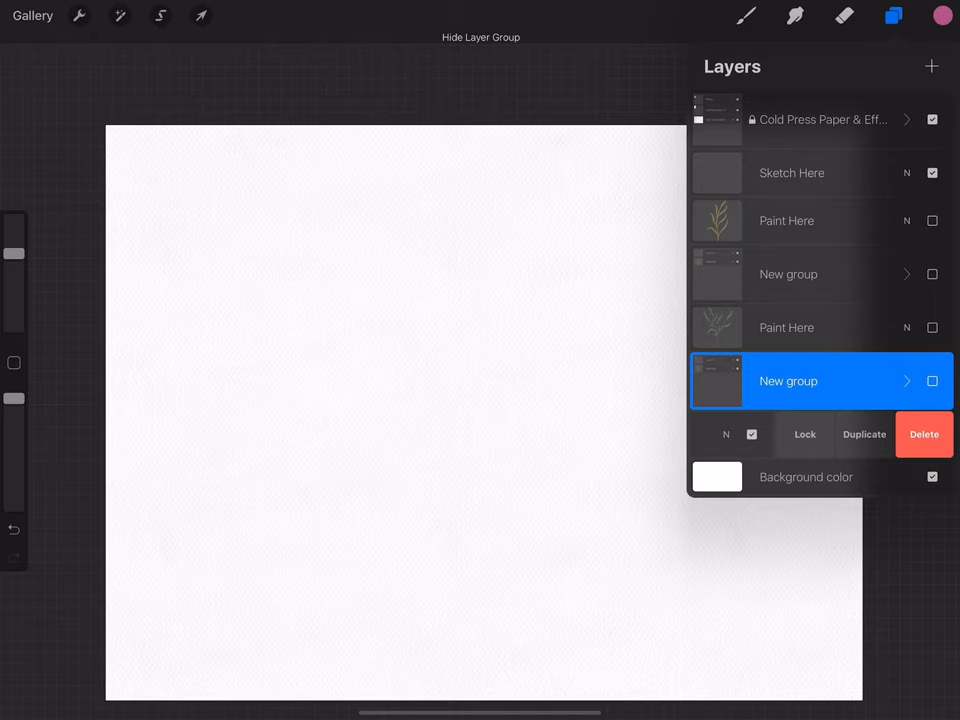 Gallery
Hide Layer Group
Layers
Cold Press Paper & Eff...
Sketch Here N
Paint Here N
New group
Paint Here N
New group
N Lock Duplicate Delete
Background color